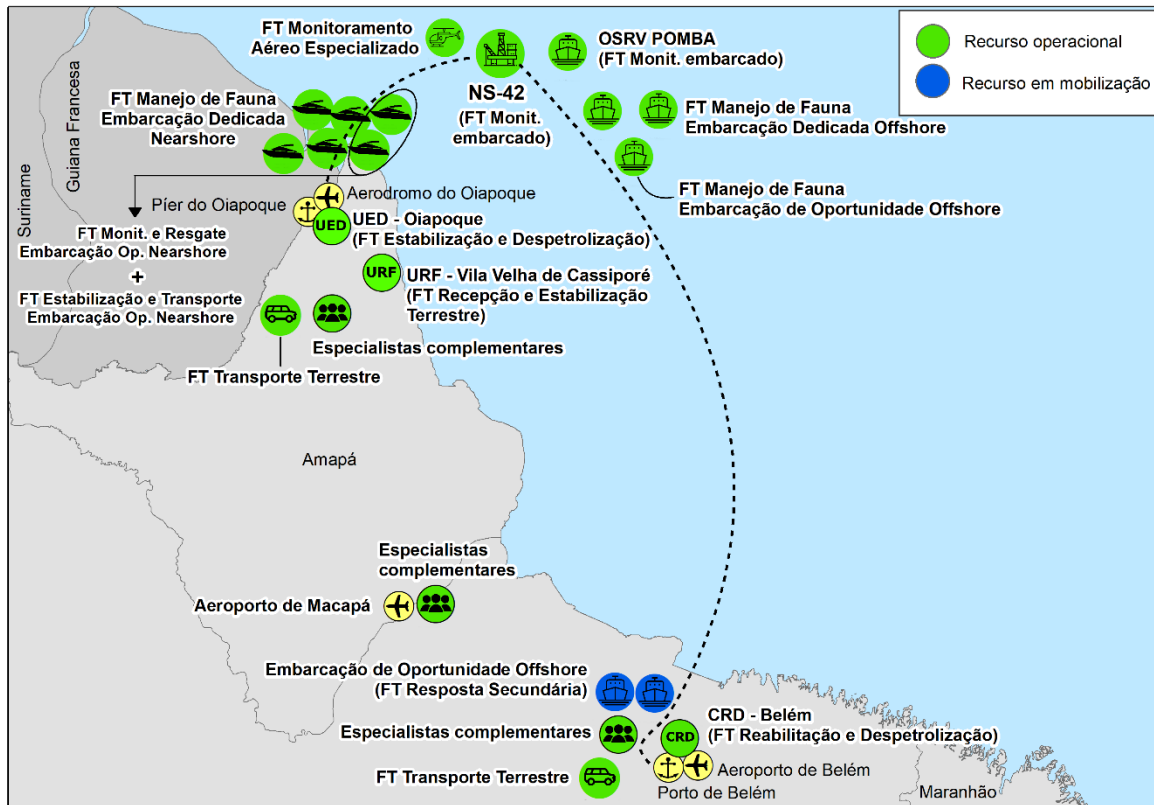 FT Monitoramento
Aéreo Especializado
OSRV POMBA
(FT Monit. embarcado)
Recurso operacional
Recurso em mobilização
NS-42
(FT Monit.
embarcado)
FT Manejo de Fauna
Embarcação Dedicada
Nearshore
FT Manejo de Fauna
Embarcação Dedicada Offshore
FT Manejo de Fauna
Embarcação de Oportunidade Offshore
Suriname
Guiana Francesa
Aerodromo do Oiapoque
Píer do Oiapoque
UED
UED - Oiapoque
(FT Estabilização e Despetrolização)
FT Monit. e Resgate
Embarcação Op. Nearshore
+
FT Estabilização e Transporte
Embarcação Op. Nearshore
URF
URF - Vila Velha de Cassiporé
(FT Recepção e Estabilização
Terrestre)
Especialistas complementares
FT Transporte Terrestre
Amapá
Especialistas
complementares
Aeroporto de Macapá
Embarcação de Oportunidade Offshore
(FT Resposta Secundária)
Especialistas complementares
CRD
CRD - Belém
(FT Reabilitação e Despetrolização)
FT Transporte Terrestre
Aeroporto de Belém
Porto de Belém
Maranhão